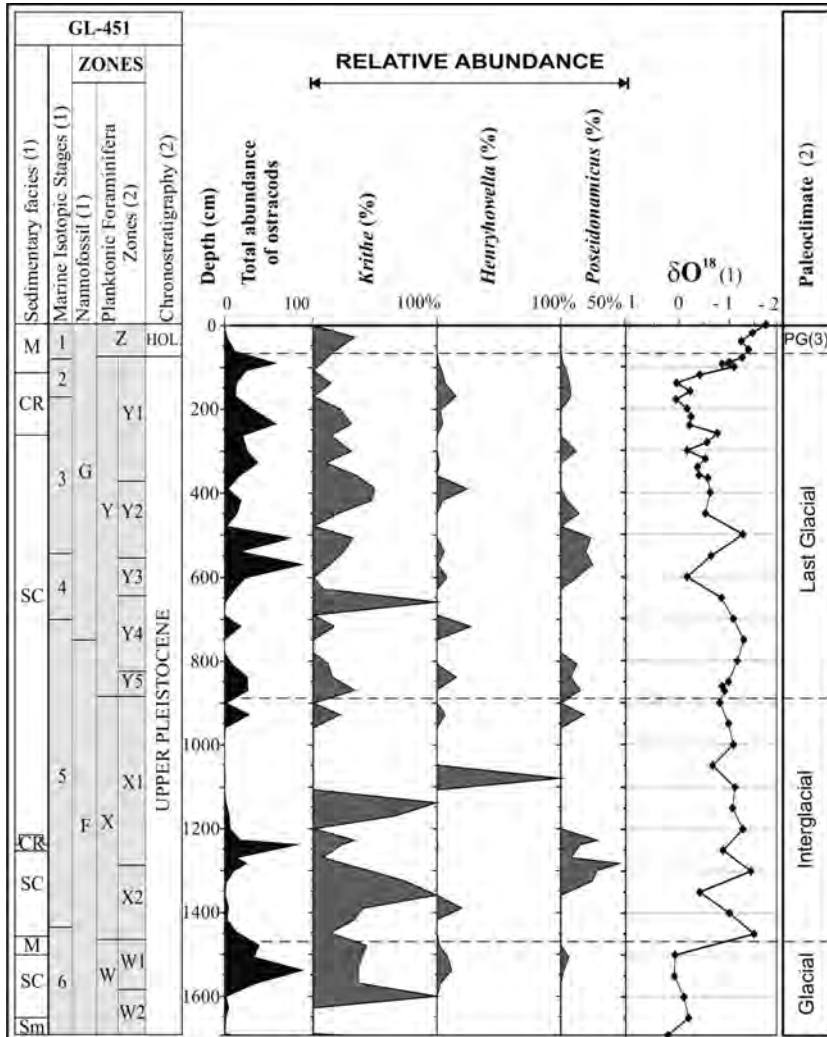 GL-451
ZONES
RELATIVE ABUNDANCE
Sedimentary facies (1)
Marine Isotopic Stages (1)
Nannofossil (1)
Planktonic Foraminifera
Zones (2)
Chronostratigraphy (2)
Depth (cm)
Total abundance
of ostracods
Krithe (%)
Henryhowella (%)
Poseidonamicus (%)
δO18 (1)
Paleoclimate (2)
0 100 100% 100% 50% 1 0 -1 -2
M 1 Z HOL. 0 PG(3)
2
CR Y1 200
3 G
Y Y2 400 Last Glacial
4 Y3
SC 600
Y4
Y5 800
UPPER PLEISTOCENE
1000
5 X1
F X Interglacial
CR 1200
SC X2
1400
M
SC 6 W W1
W2 1600 Glacial
Sm